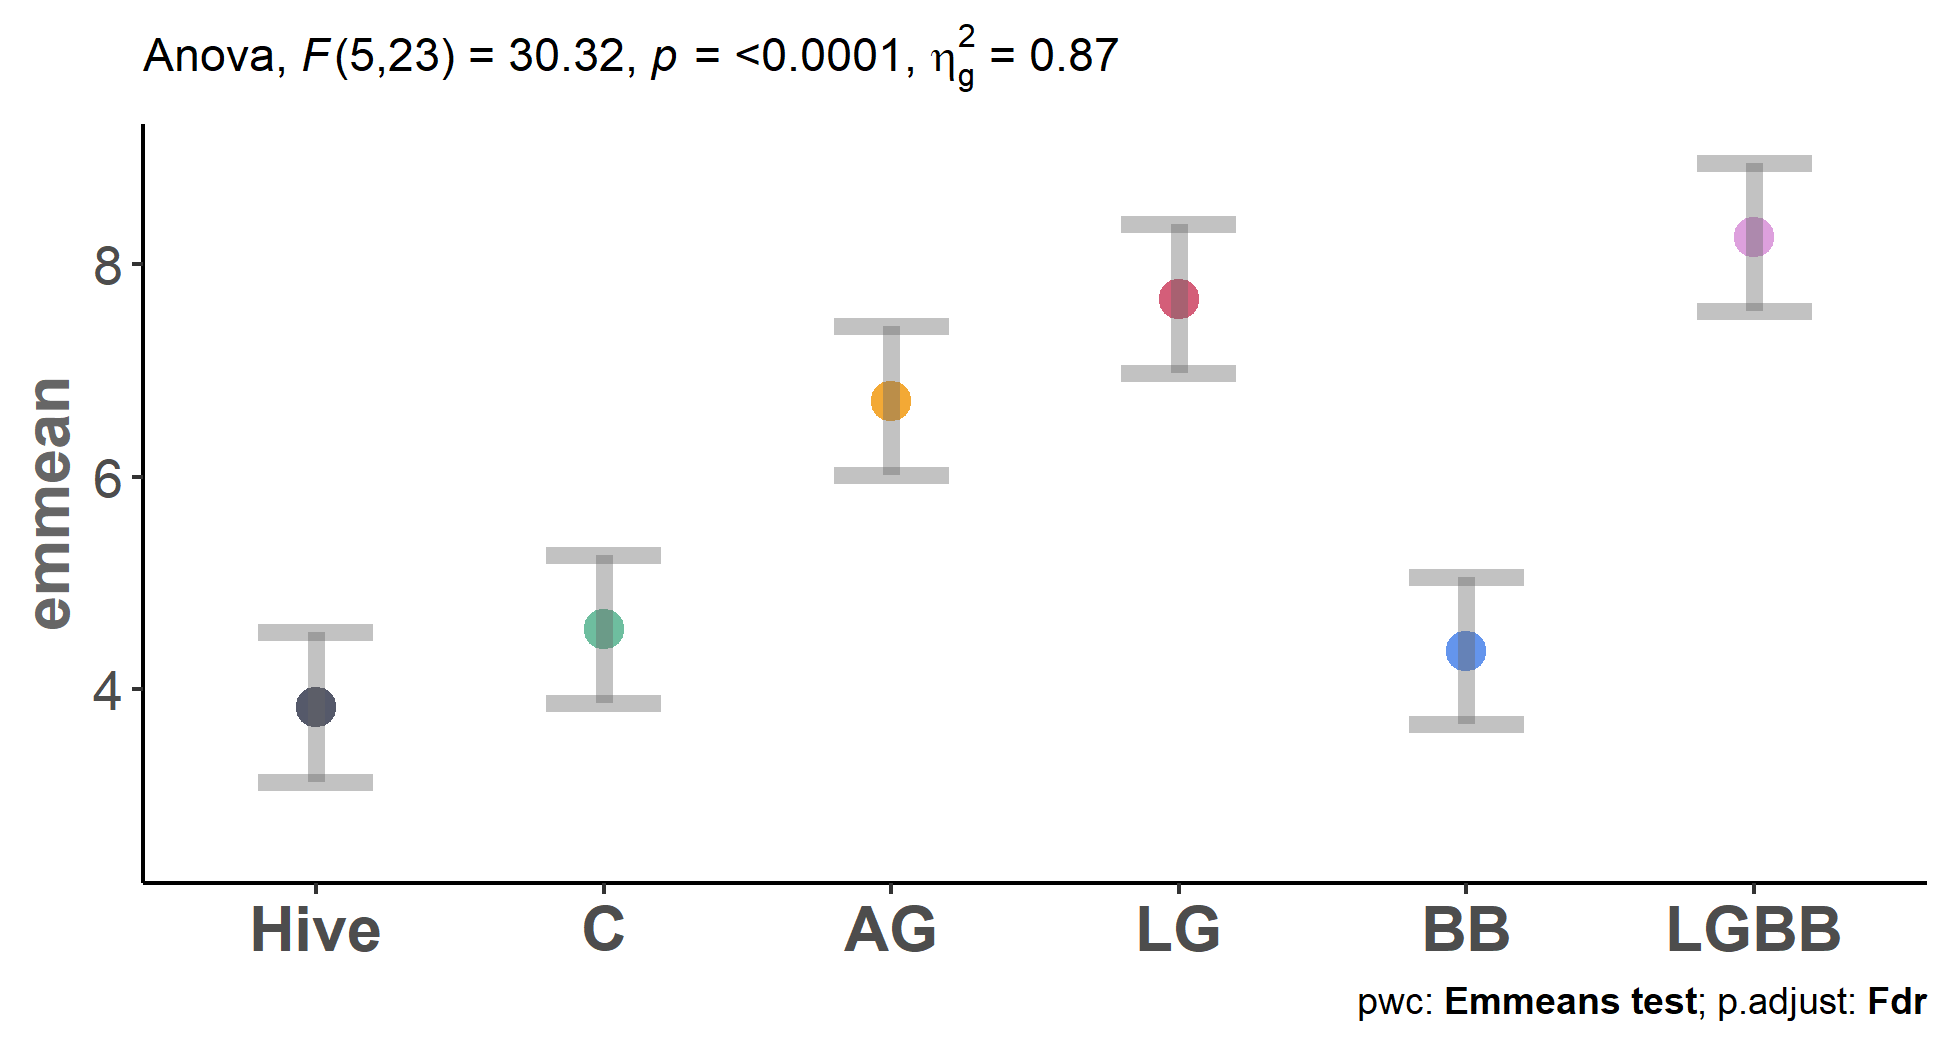 Anova, F(5,23) = 30.32, p = <0.0001, η²g = 0.87
emmean
8
6
4
Hive C AG LG BB LGBB
pwc: Emmeans test; p.adjust: Fdr